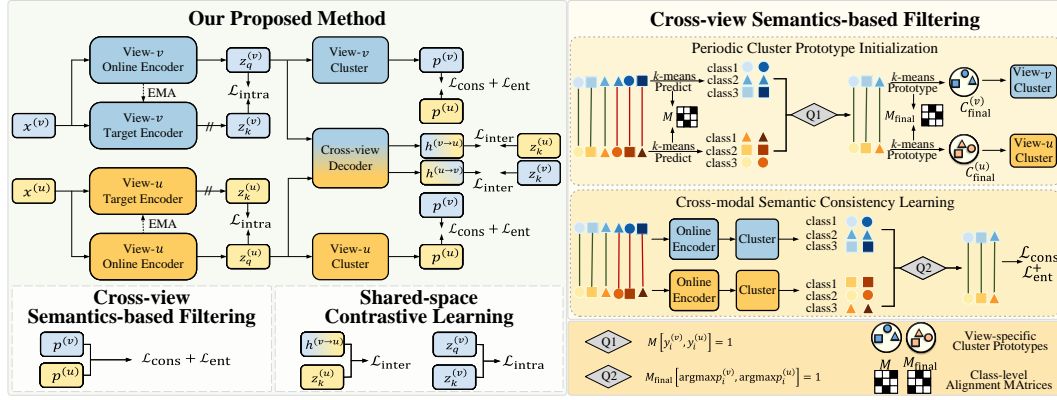 Our Proposed Method
View-v
Online Encoder
z_q^(v)
View-v
Cluster
p^(v)
EMA
ℒ_intra
ℒ_cons + ℒ_ent
x^(v)
View-v
Target Encoder
z_k^(v)
p^(u)
Cross-view
Decoder
h^(v→u)
ℒ_inter
z_k^(u)
h^(u→v)
ℒ_inter
z_k^(v)
x^(u)
View-u
Target Encoder
z_k^(u)
p^(v)
EMA
ℒ_intra
ℒ_cons + ℒ_ent
View-u
Online Encoder
z_q^(u)
View-u
Cluster
p^(u)
Cross-view
Semantics-based Filtering
p^(v)
p^(u)
ℒ_cons + ℒ_ent
Shared-space
Contrastive Learning
h^(v→u)
z_k^(u)
ℒ_inter
z_q^(v)
z_k^(v)
ℒ_intra
Cross-view Semantics-based Filtering
Periodic Cluster Prototype Initialization
k-means
Predict
class1
class2
class3
M
k-means
Predict
class1
class2
class3
Q1
k-means
Prototype
C_final^(v)
View-v
Cluster
M_final
k-means
Prototype
C_final^(u)
View-u
Cluster
Cross-modal Semantic Consistency Learning
Online
Encoder
Cluster
class1
class2
class3
Online
Encoder
Cluster
class1
class2
class3
Q2
ℒ_cons
+
ℒ_ent
Q1
M[y_i^(v), y_i^(u)] = 1
Q2
M_final[argmaxp_i^(v), argmaxp_i^(u)] = 1
View-specific
Cluster Prototypes
M
M_final
Class-level
Alignment MAtrices